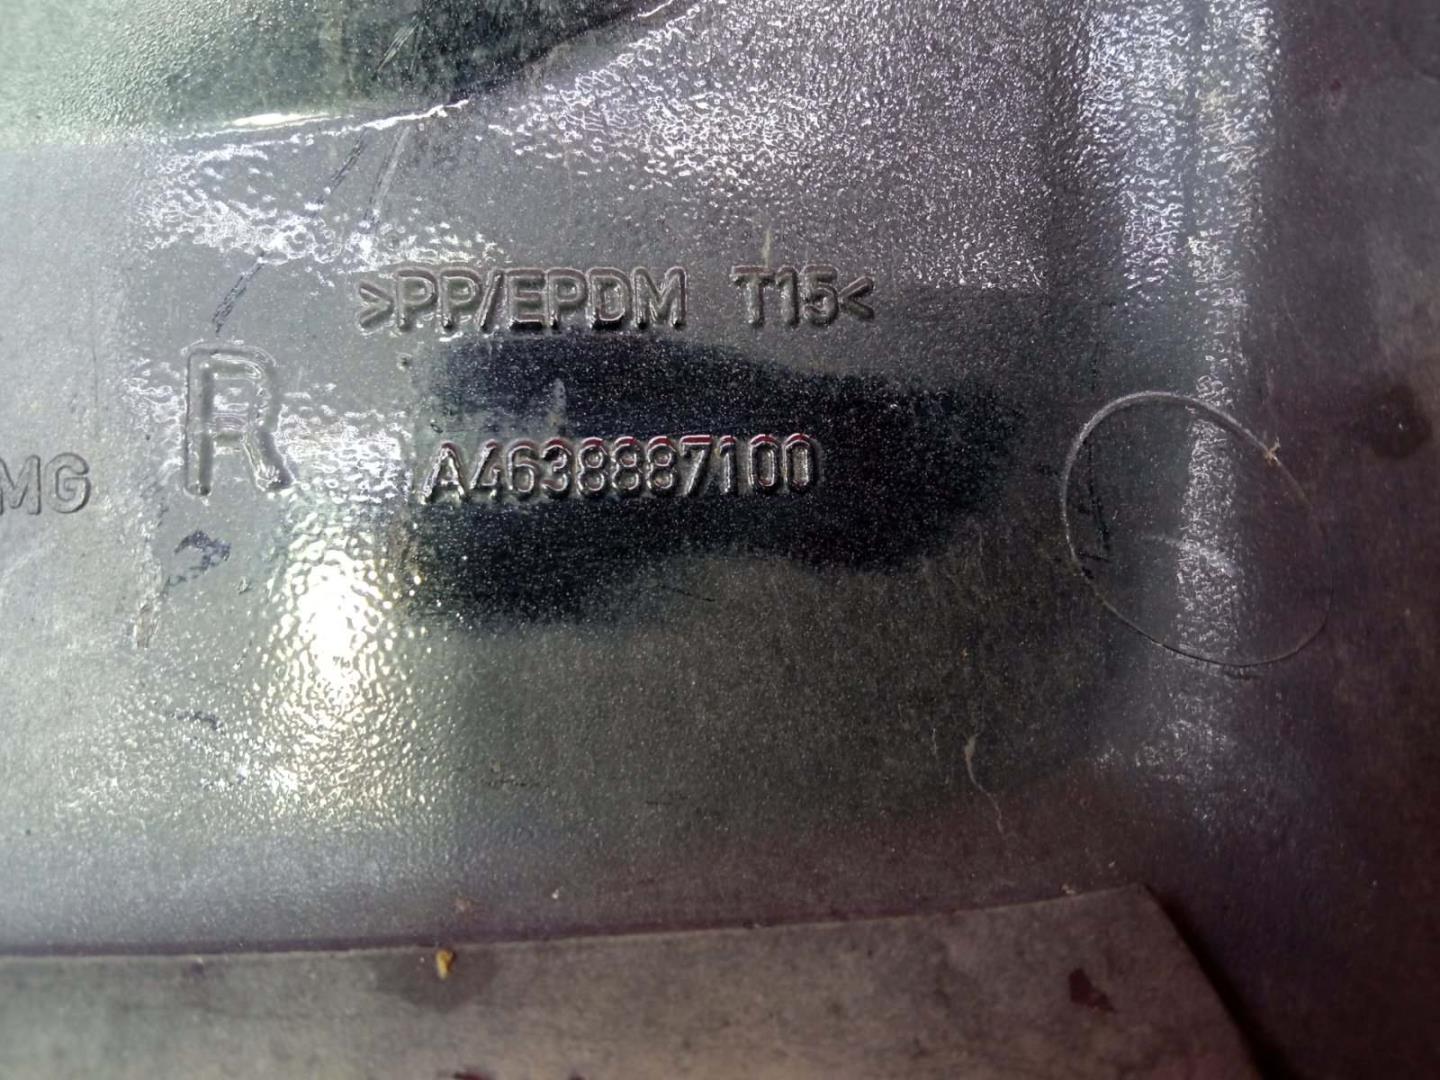 >PP/EPDM T15<
R
MG
A4638887100